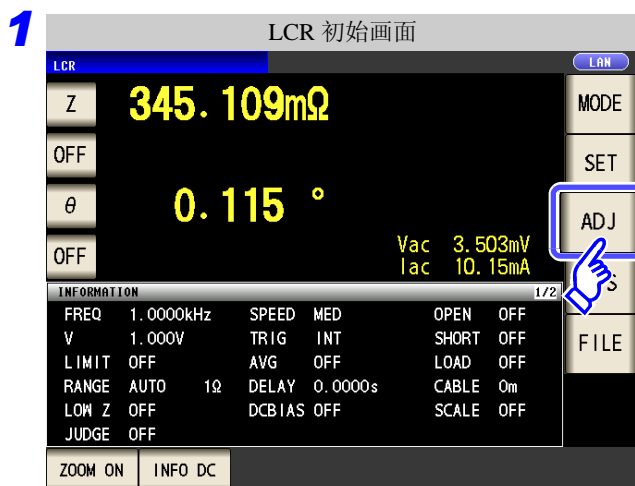 1
LCR 初始画面
LCR
LAN
Z 345.109mΩ
MODE
OFF
SET
θ 0.115 °
ADJ
OFF
Vac 3.503mV
Iac 10.15mA
S
INFORMATION 1/2
FREQ 1.0000kHz SPEED MED OPEN OFF
V 1.000V TRIG INT SHORT OFF
FILE
LIMIT OFF AVG OFF LOAD OFF
RANGE AUTO 1Ω DELAY 0.0000s CABLE 0m
LOW Z OFF DCBIAS OFF SCALE OFF
JUDGE OFF
ZOOM ON INFO DC